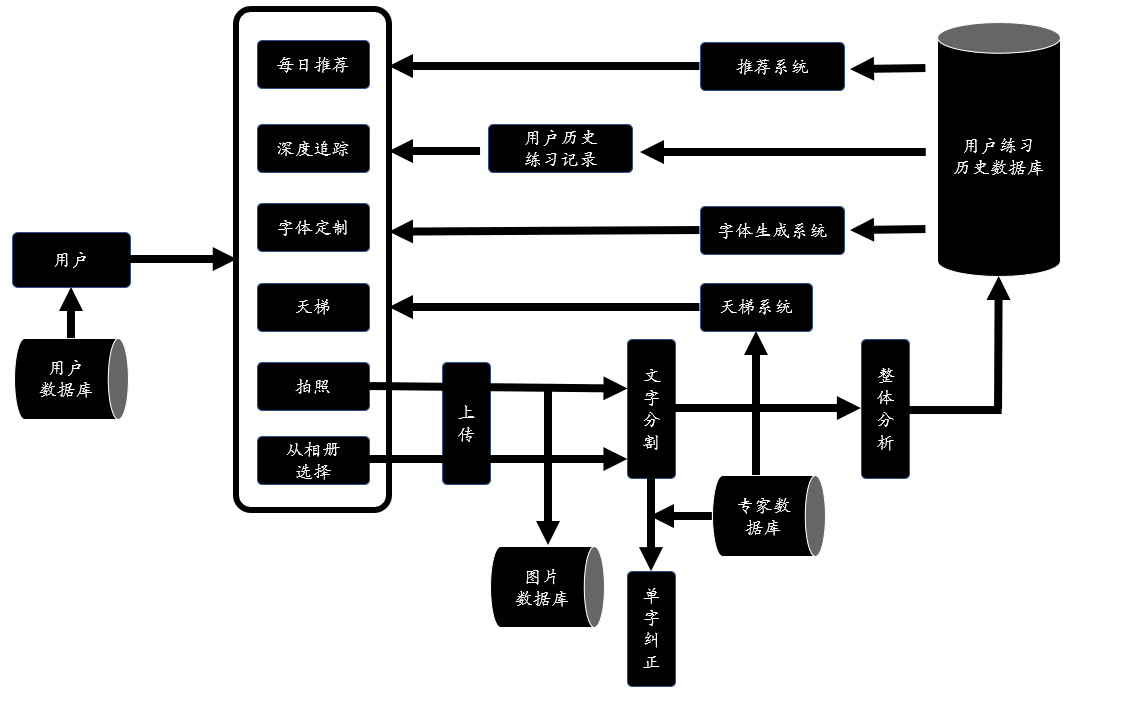 每日推荐
推荐系统
深度追踪
用户历史
练习记录
用户练习
历史数据库
字体定制
字体生成系统
用户
天梯
天梯系统
用户
数据库
拍照
上
传
文
字
分
割
整
体
分
析
从相册
选择
专家数
据库
图片
数据库
单
字
纠
正